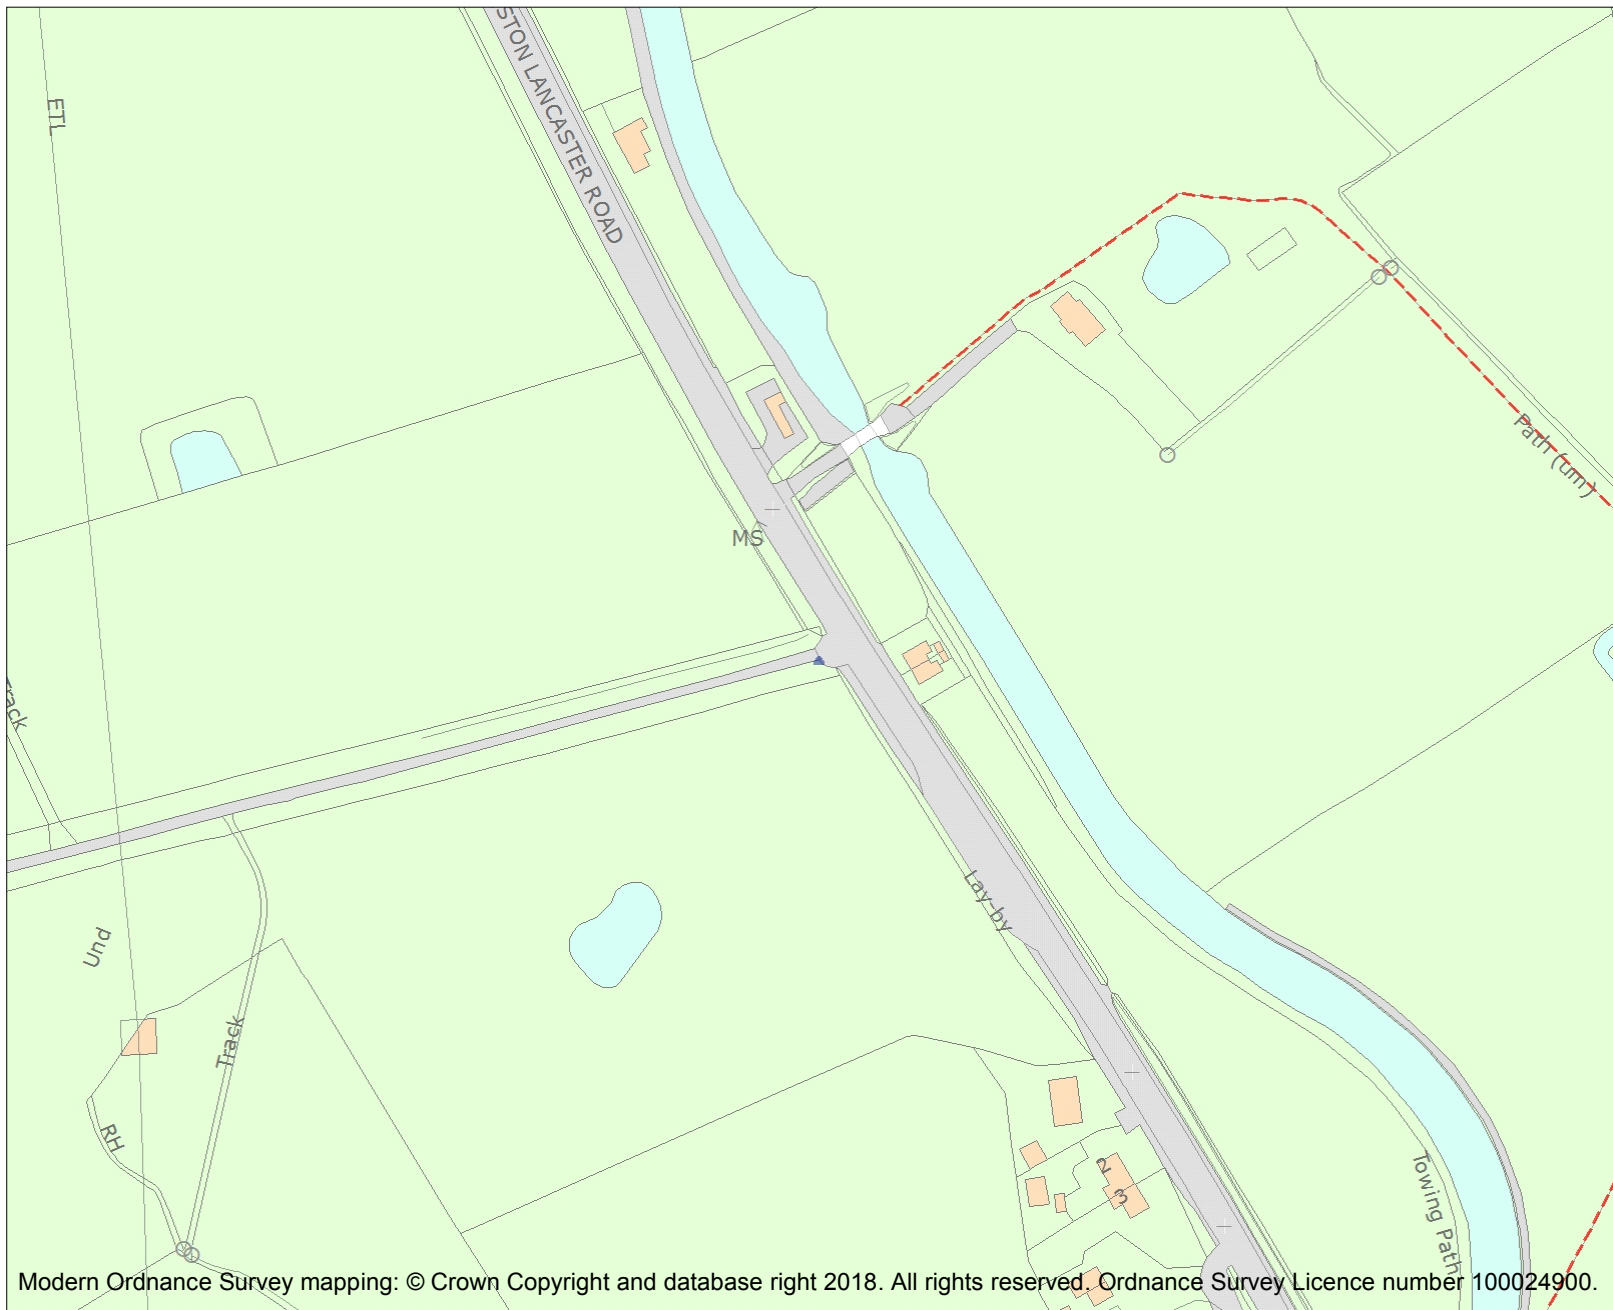 STON LANCASTER ROAD
ETL
Path (um)
MS
Track
Lay-by
Und
Track
RH
2
3
Towing Path
Modern Ordnance Survey mapping: © Crown Copyright and database right 2018. All rights reserved. Ordnance Survey Licence number 100024900.